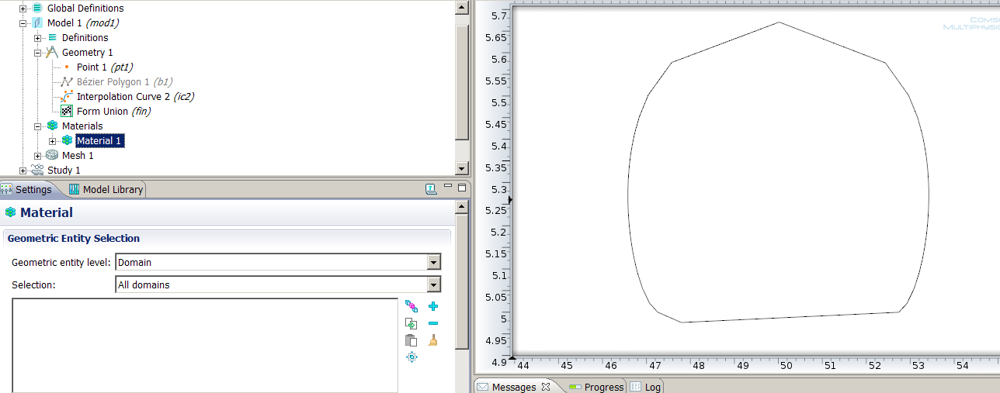 Global Definitions
Model 1 (mod1)
Definitions
Geometry 1
Point 1 (pt1)
Bézier Polygon 1 (b1)
Interpolation Curve 2 (ic2)
Form Union (fin)
Materials
Material 1
Mesh 1
Study 1
Settings Model Library
Material
Geometric Entity Selection
Geometric entity level: Domain
Selection: All domains
5.7
5.65
5.6
5.55
5.5
5.45
5.4
5.35
5.3
5.25
5.2
5.15
5.1
5.05
5
4.95
4.9
44 45 46 47 48 49 50 51 52 53 54
Messages Progress Log